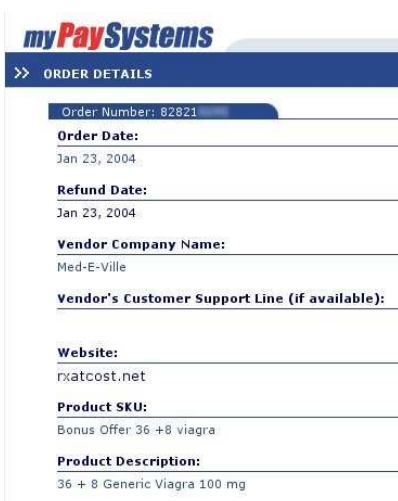 myPaySystems
>> ORDER DETAILS
Order Number: 82821
Order Date:
Jan 23, 2004
Refund Date:
Jan 23, 2004
Vendor Company Name:
Med-E-Ville
Vendor's Customer Support Line (if available):
Website:
rxatcost.net
Product SKU:
Bonus Offer 36 +8 viagra
Product Description:
36 + 8 Generic Viagra 100 mg